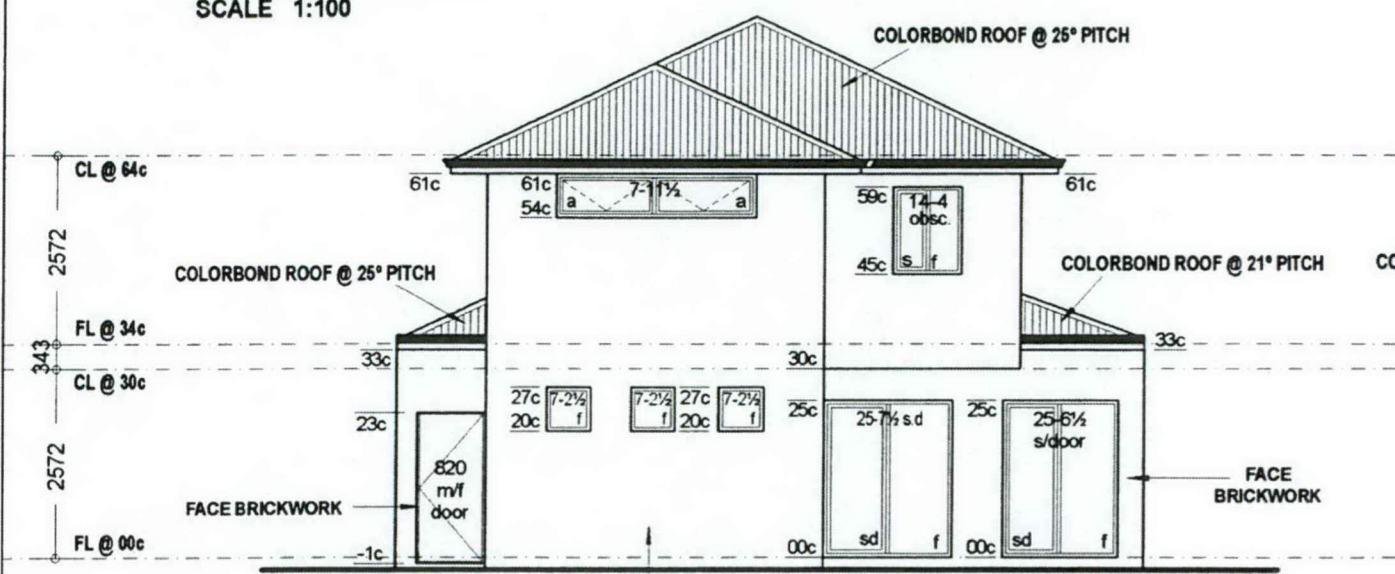 SCALE 1:100
COLORBOND ROOF @ 25° PITCH
CL @ 64c
61c
61c
7-11½
a
a
54c
59c
14-4
obsc.
s f
45c
61c
2572
COLORBOND ROOF @ 25° PITCH
COLORBOND ROOF @ 21° PITCH
CO
FL @ 34c
343
33c
30c
33c
CL @ 30c
27c
7-2½
f
20c
7-2½
f
27c
20c
7-2½
f
25c
25-7½ s.d
25c
25-6½
s/door
23c
2572
820
m/f
door
FACE BRICKWORK
FACE
BRICKWORK
FL @ 00c
-1c
00c
sd
f
00c
sd
f